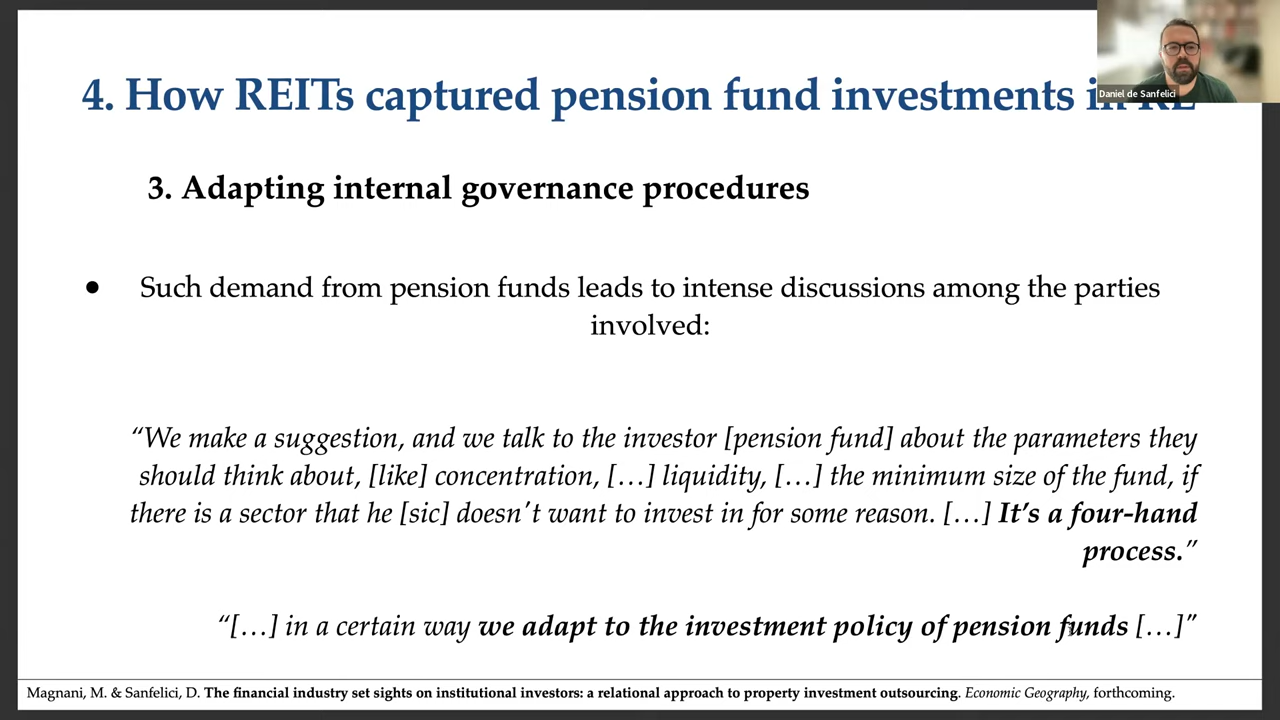 4. How REITs captured pension fund investments in RE
Daniel de Sanfelici
3. Adapting internal governance procedures
● Such demand from pension funds leads to intense discussions among the parties
involved:
“We make a suggestion, and we talk to the investor [pension fund] about the parameters they
should think about, [like] concentration, […] liquidity, […] the minimum size of the fund, if
there is a sector that he [sic] doesn't want to invest in for some reason. […] It’s a four-hand
process.”
“[…] in a certain way we adapt to the investment policy of pension funds […]”
Magnani, M. & Sanfelici, D. The financial industry set sights on institutional investors: a relational approach to property investment outsourcing. Economic Geography, forthcoming.